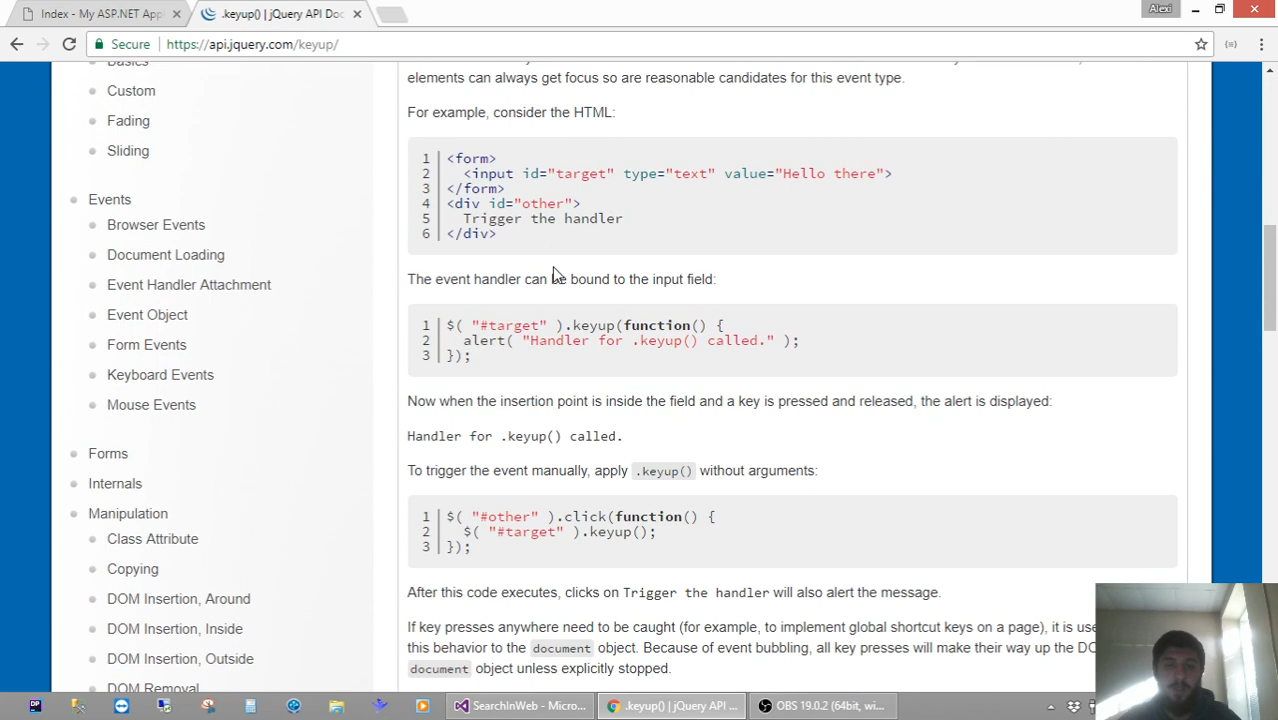 Index - My ASP.NET Appl
.keyup() | jQuery API Doc
Alexi
Secure
https://api.jquery.com/keyup/
Basics
Custom
Fading
Sliding
Events
Browser Events
Document Loading
Event Handler Attachment
Event Object
Form Events
Keyboard Events
Mouse Events
Forms
Internals
Manipulation
Class Attribute
Copying
DOM Insertion, Around
DOM Insertion, Inside
DOM Insertion, Outside
DOM Removal
elements can always get focus so are reasonable candidates for this event type.
For example, consider the HTML:
1 <form>
2 <input id="target" type="text" value="Hello there">
3 </form>
4 <div id="other">
5 Trigger the handler
6 </div>
The event handler can be bound to the input field:
1 $( "#target" ).keyup(function() {
2 alert( "Handler for .keyup() called." );
3 });
Now when the insertion point is inside the field and a key is pressed and released, the alert is displayed:
Handler for .keyup() called.
To trigger the event manually, apply .keyup() without arguments:
1 $( "#other" ).click(function() {
2 $( "#target" ).keyup();
3 });
After this code executes, clicks on Trigger the handler will also alert the message.
If key presses anywhere need to be caught (for example, to implement global shortcut keys on a page), it is use
this behavior to the document object. Because of event bubbling, all key presses will make their way up the DO
document object unless explicitly stopped.
SearchInWeb - Micro...
.keyup() | jQuery API ...
OBS 19.0.2 (64bit, wi...